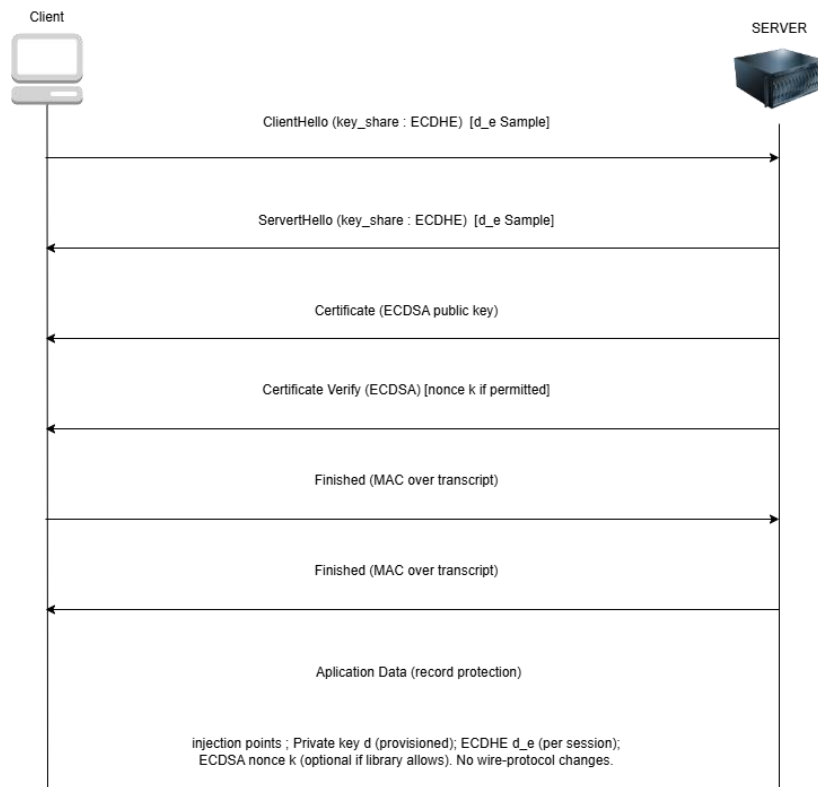 Client
SERVER
ClientHello (key_share : ECDHE) [d_e Sample]
ServertHello (key_share : ECDHE) [d_e Sample]
Certificate (ECDSA public key)
Certificate Verify (ECDSA) [nonce k if permitted]
Finished (MAC over transcript)
Finished (MAC over transcript)
Aplication Data (record protection)
injection points ; Private key d (provisioned); ECDHE d_e (per session);
ECDSA nonce k (optional if library allows). No wire-protocol changes.